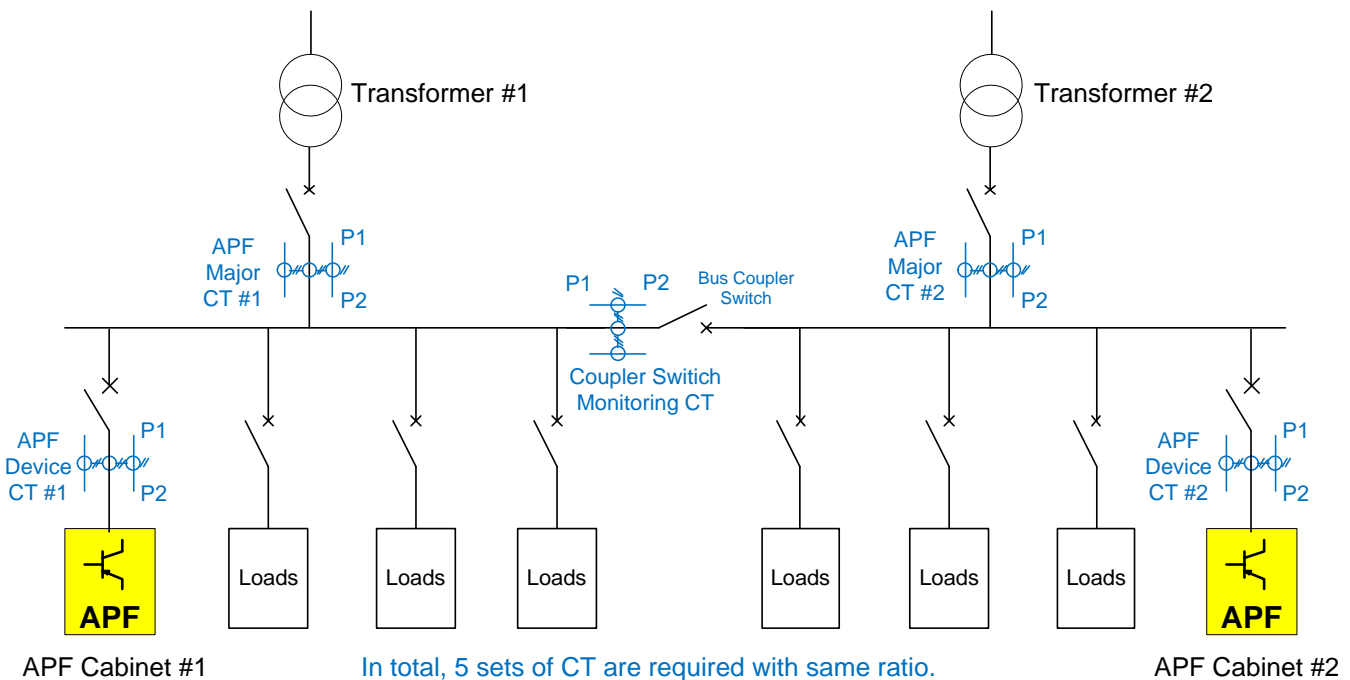 Transformer #1
Transformer #2
APF
Major
CT #1
P1
P2
P1
P2
Bus Coupler
Switch
APF
Major
CT #2
P1
P2
Coupler Switich
Monitoring CT
APF
Device
CT #1
P1
P2
APF
Device
CT #2
P1
P2
Loads
Loads
Loads
Loads
Loads
Loads
APF
APF
APF Cabinet #1
In total, 5 sets of CT are required with same ratio.
APF Cabinet #2